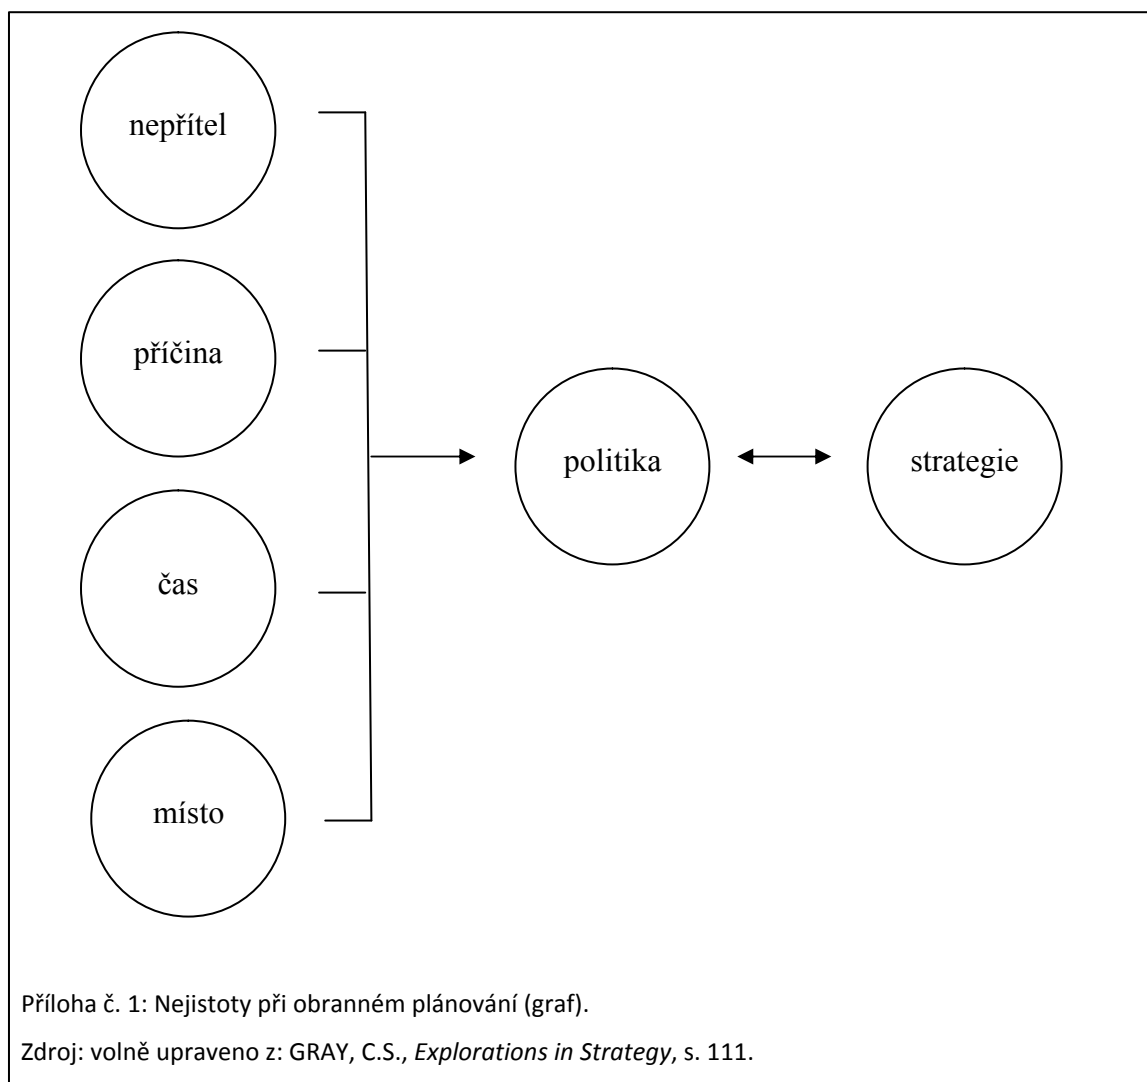 nepřítel
příčina
čas
místo
politika
strategie
Příloha č. 1: Nejistoty při obranném plánování (graf).
Zdroj: volně upraveno z: GRAY, C.S., Explorations in Strategy, s. 111.